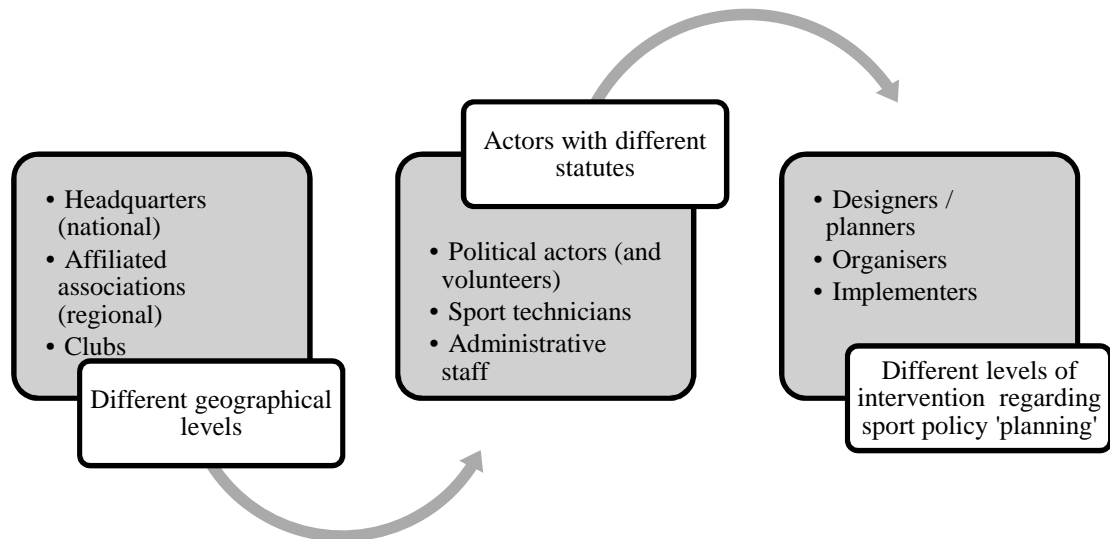 • Headquarters
(national)
• Affiliated
associations
(regional)
• Clubs
Different geographical
levels
Actors with different
statutes
• Political actors (and
volunteers)
• Sport technicians
• Administrative
staff
• Designers /
planners
• Organisers
• Implementers
Different levels of
intervention regarding
sport policy 'planning'